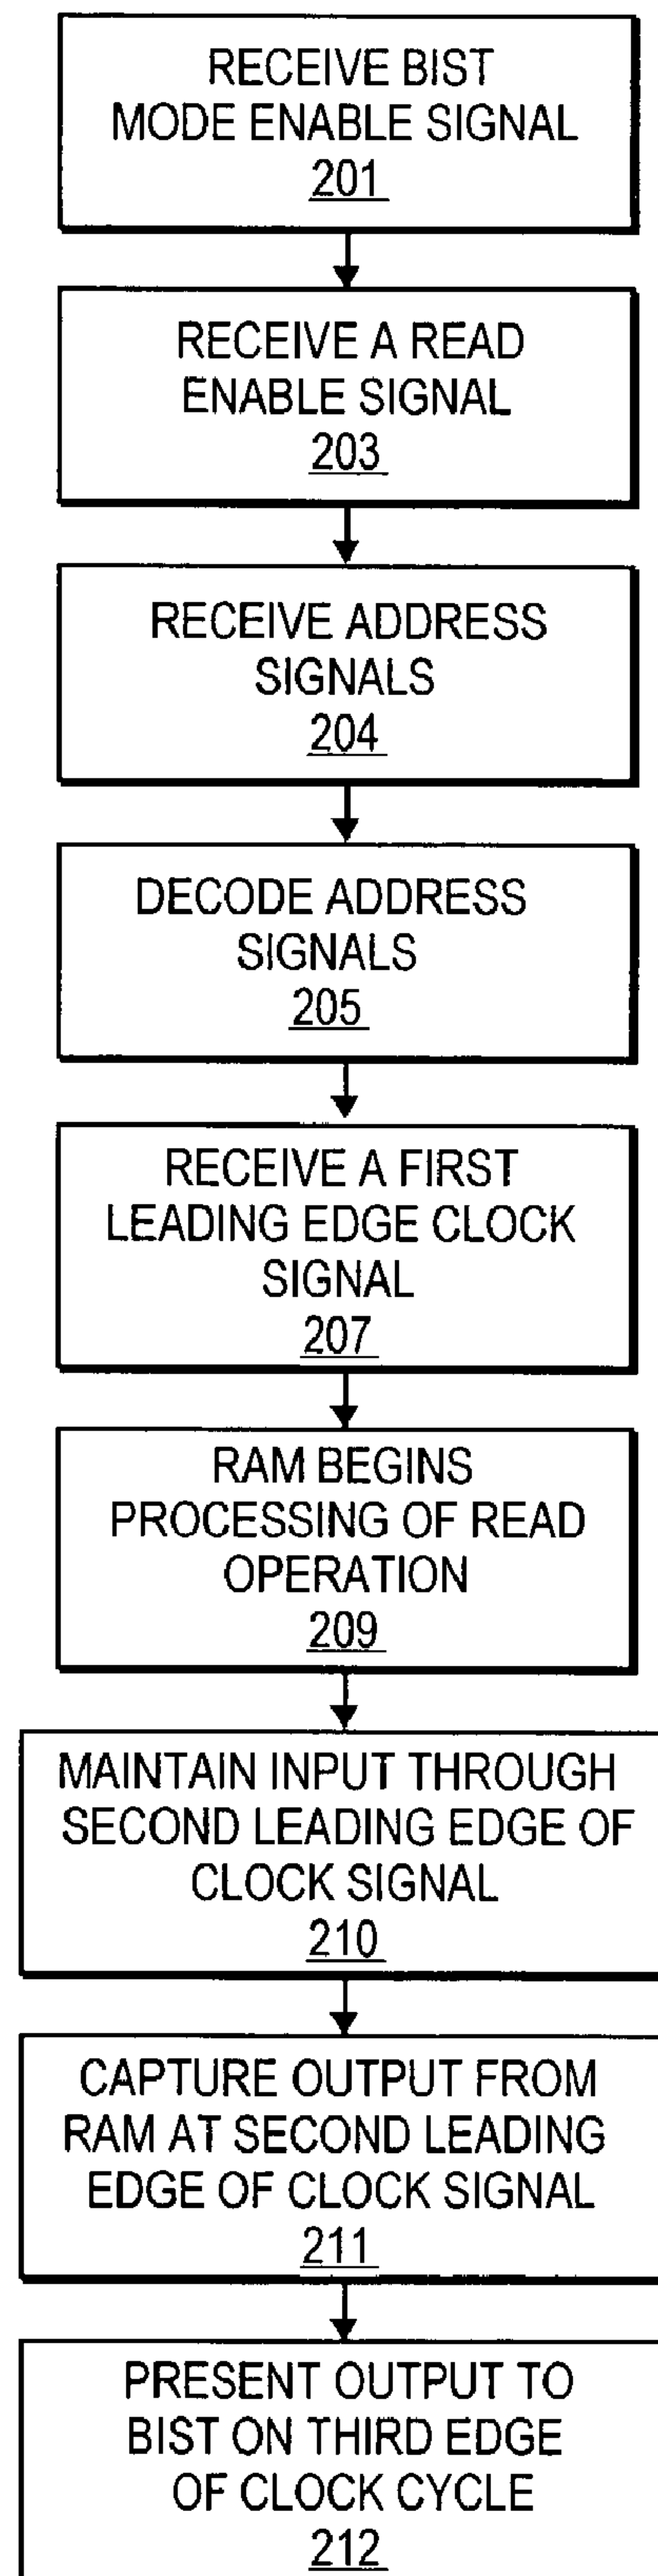 RECEIVE BIST
MODE ENABLE SIGNAL
201
RECEIVE A READ
ENABLE SIGNAL
203
RECEIVE ADDRESS
SIGNALS
204
DECODE ADDRESS
SIGNALS
205
RECEIVE A FIRST
LEADING EDGE CLOCK
SIGNAL
207
RAM BEGINS
PROCESSING OF READ
OPERATION
209
MAINTAIN INPUT THROUGH
SECOND LEADING EDGE OF
CLOCK SIGNAL
210
CAPTURE OUTPUT FROM
RAM AT SECOND LEADING
EDGE OF CLOCK SIGNAL
211
PRESENT OUTPUT TO
BIST ON THIRD EDGE
OF CLOCK CYCLE
212